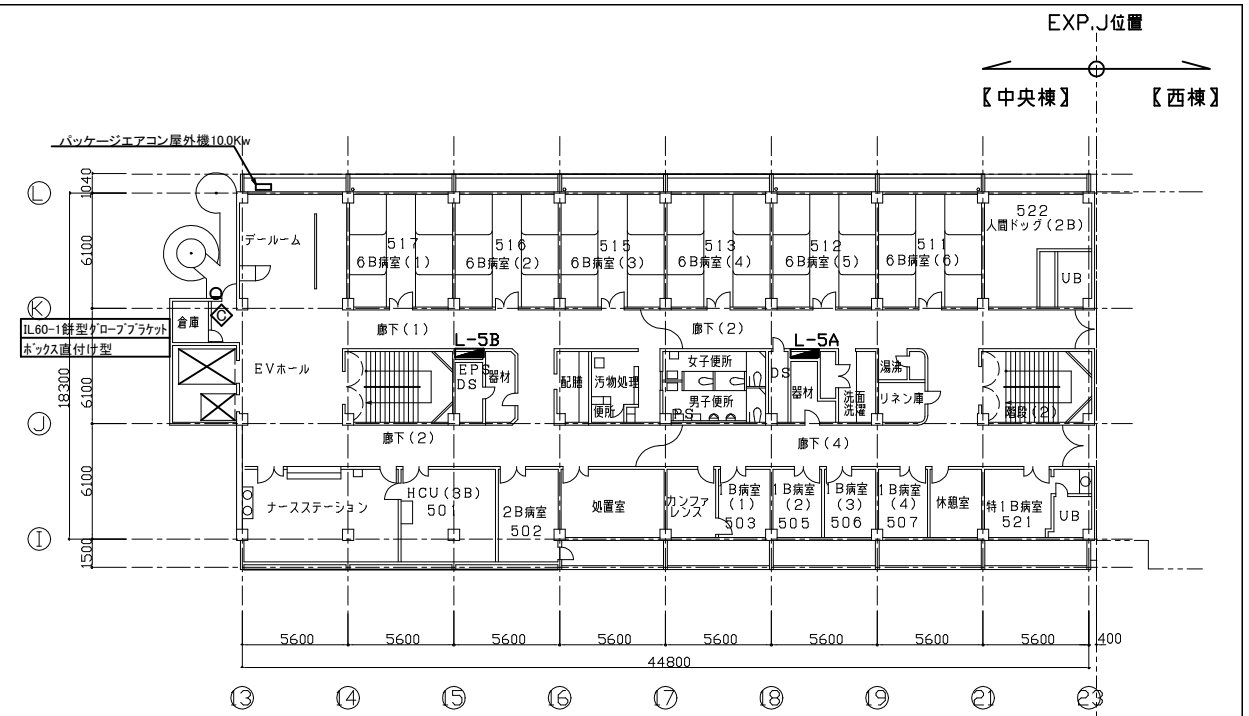 EXP.J位置
【中央棟】
【西棟】
パッケージエアコン屋外機10.0Kw
L
1040
6100
K
6100
18300
J
6100
I
1500
デールーム
517
6B病室(1)
516
6B病室(2)
515
6B病室(3)
513
6B病室(4)
512
6B病室(5)
511
6B病室(6)
522
人間ドッグ(2B)
UB
IL60-1餅型グローブブラケット
ボックス直付け型
倉庫
C
廊下(1)
廊下(2)
L-5B
L-5A
EVホール
EPS
DS
器材
配膳
汚物処理
便所
女子便所
男子便所
PS
DS
器材
洗面
洗濯
湯沸
リネン庫
階段(2)
廊下(2)
廊下(4)
ナースステーション
HCU(3B)
501
2B病室
502
処置室
カンファ
レンス
1B病室
(1)
503
1B病室
(2)
505
1B病室
(3)
506
1B病室
(4)
507
休憩室
特1B病室
521
UB
5600
5600
5600
5600
5600
5600
5600
5600
400
44800
13
14
15
16
17
18
19
21
23